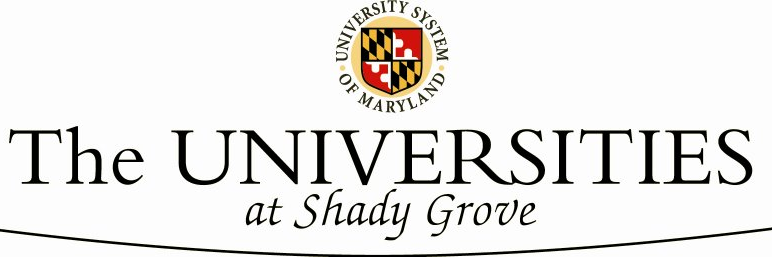 UNIVERSITY SYSTEM
OF MARYLAND
The UNIVERSITIES
at Shady Grove